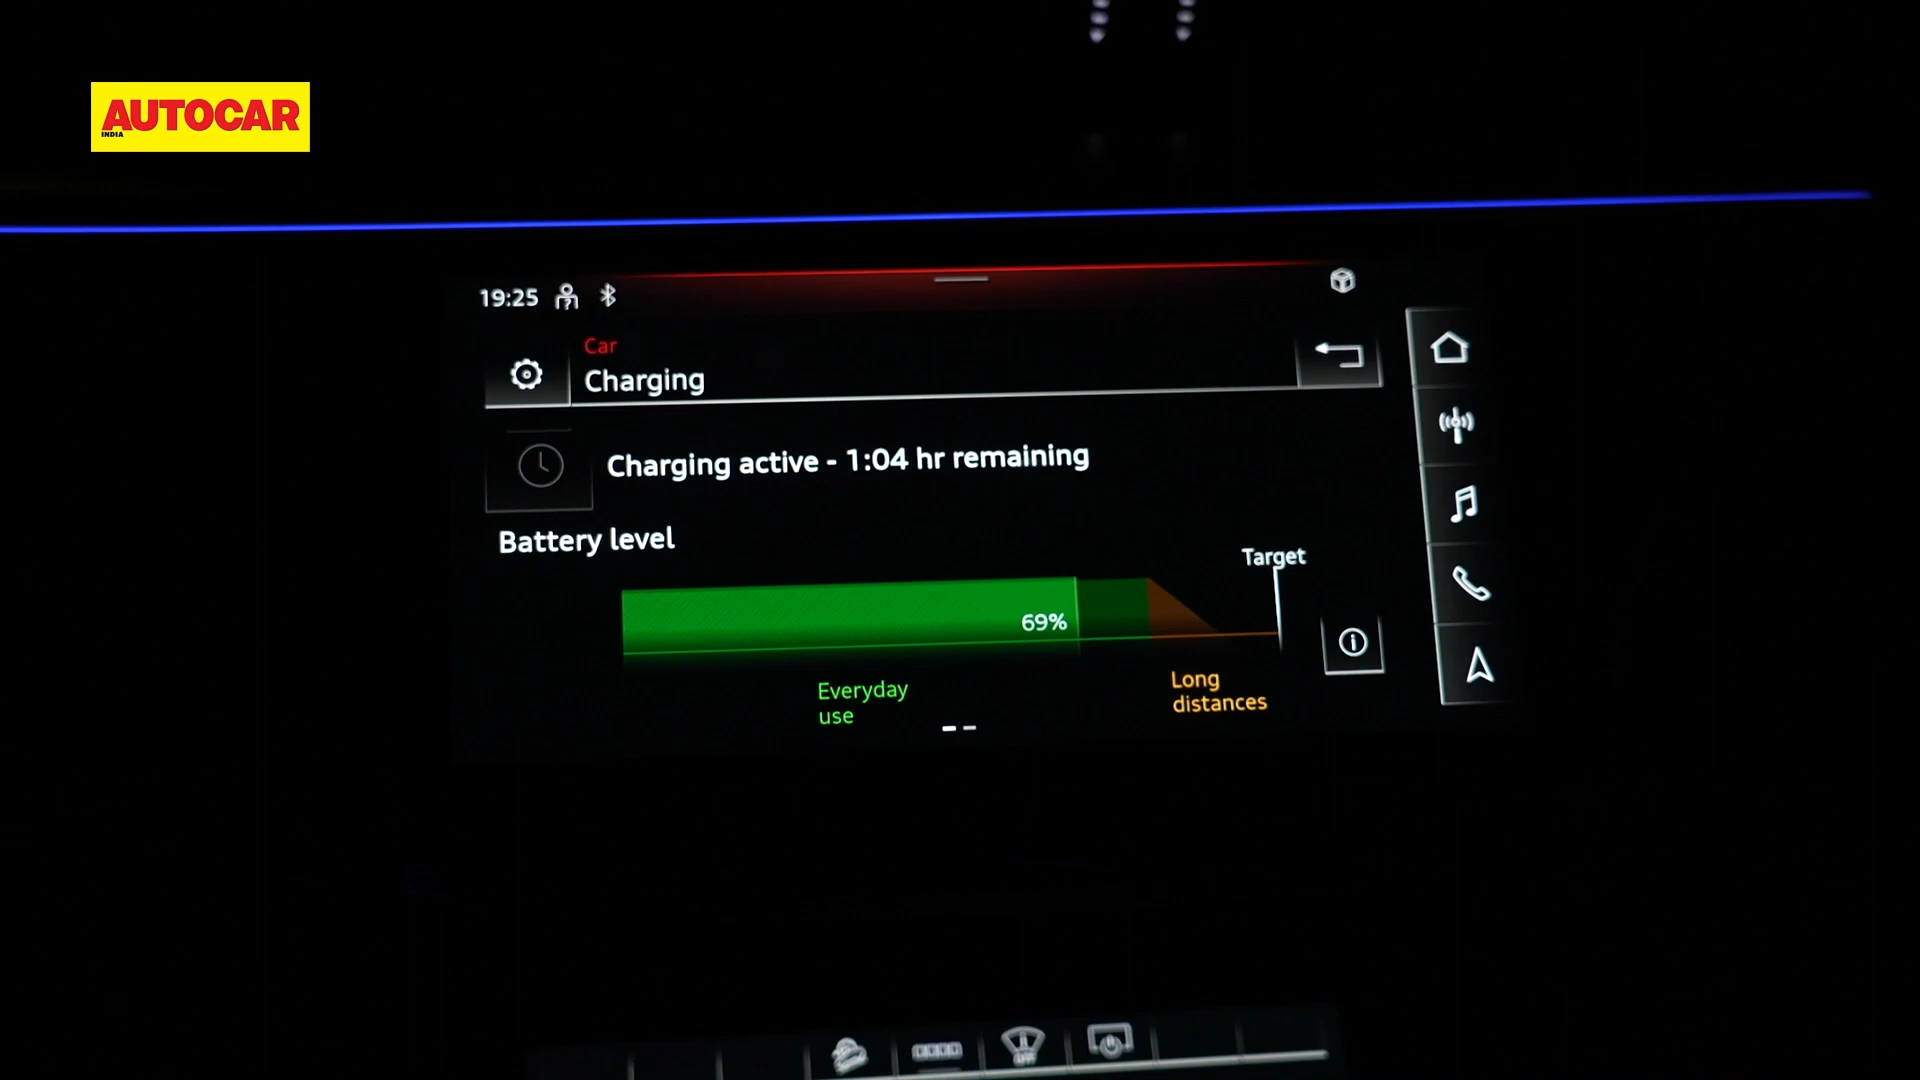 AUTOCAR
INDIA
19:25
Car
Charging
Charging active - 1:04 hr remaining
Battery level
Target
69%
Everyday
use
Long
distances